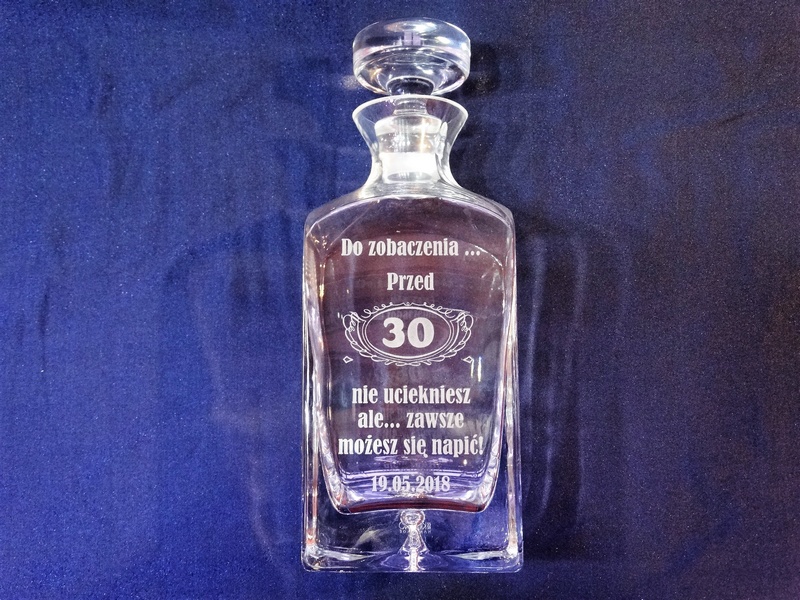 Do zobaczenia ...
Przed
30
nie uciekniesz
ale... zawsze
możesz się napić!
19.05.2018